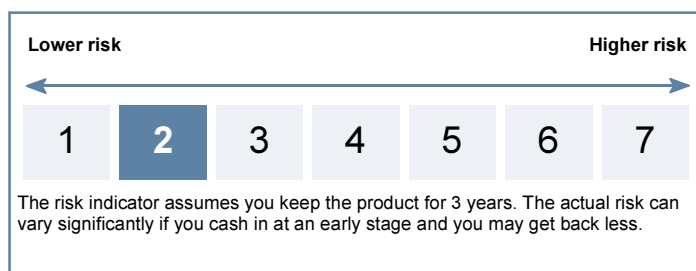 Lower risk Higher risk
1 2 3 4 5 6 7
The risk indicator assumes you keep the product for 3 years. The actual risk can
vary significantly if you cash in at an early stage and you may get back less.